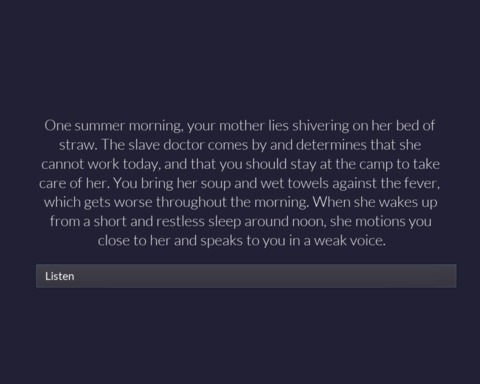 One summer morning, your mother lies shivering on her bed of
straw. The slave doctor comes by and determines that she
cannot work today, and that you should stay at the camp to take
care of her. You bring her soup and wet towels against the fever,
which gets worse throughout the morning. When she wakes up
from a short and restless sleep around noon, she motions you
close to her and speaks to you in a weak voice.
Listen